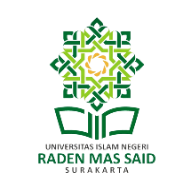 UNIVERSITAS ISLAM NEGERI
RADEN MAS SAID
SURAKARTA